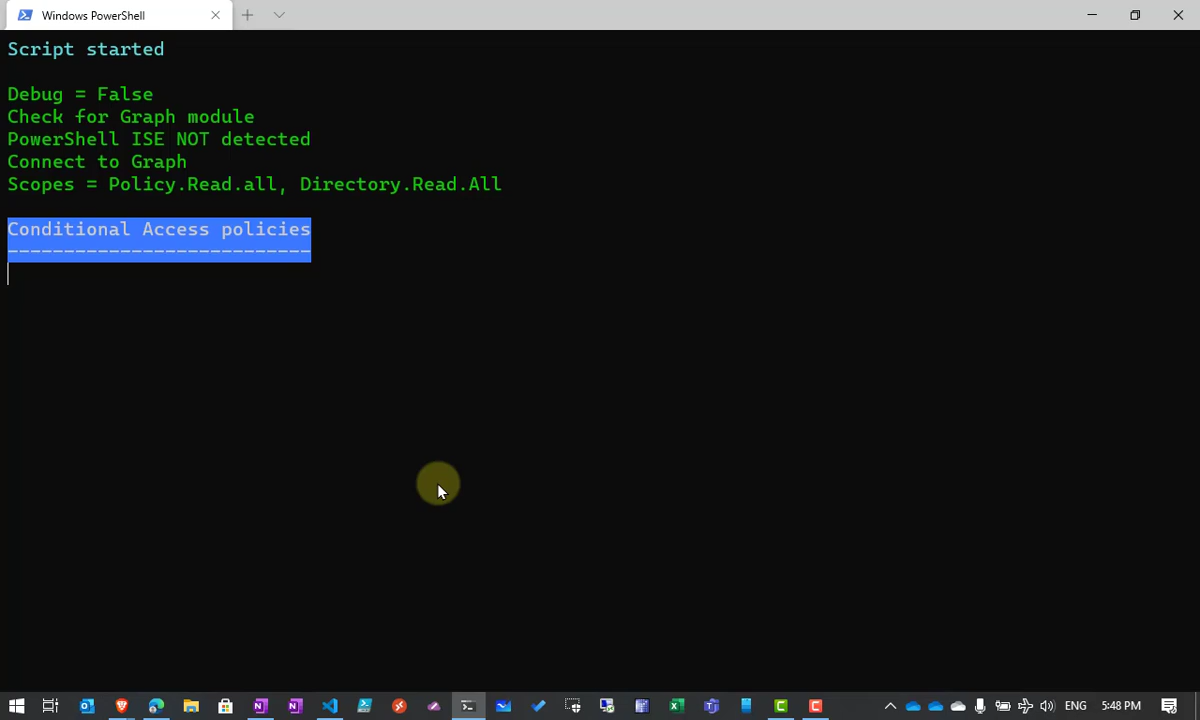 Windows PowerShell
Script started
Debug = False
Check for Graph module
PowerShell ISE NOT detected
Connect to Graph
Scopes = Policy.Read.all, Directory.Read.All
Conditional Access policies
---------------------------
ENG
5:48 PM